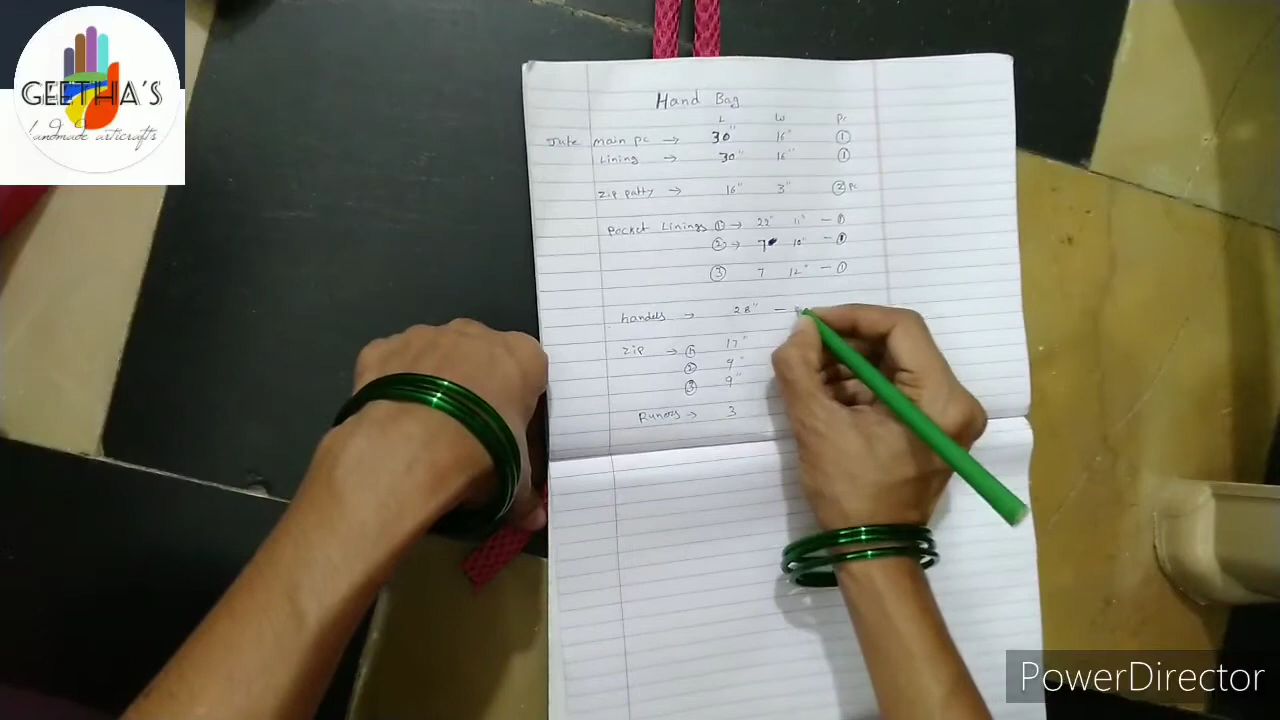 GEETHA'S
handmade articrafts
Hand Bag
L W Pc
Jute main pc → 30" 16" ①
Lining → 30" 16" ①
zip patty → 16" 3" ② Pc
Pocket Linings ① → 22" 11" - ①
② → 7" 10" - ①
③ 7 12" - ①
handels → 28" -
zip → ① 17"
② 9"
③ 9"
Runors → 3
PowerDirector